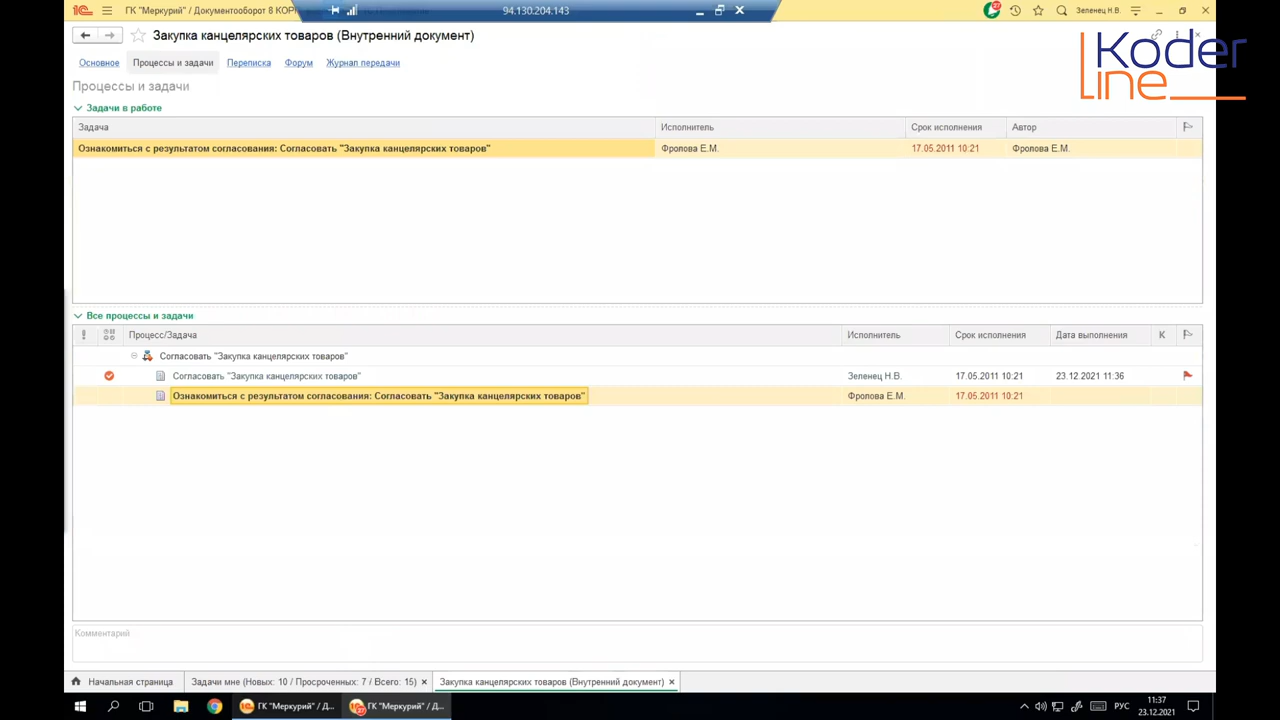 ГК "Меркурий" / Документооборот 8 КОР
94.130.204.143
27
Зеленец Н.В.
Закупка канцелярских товаров (Внутренний документ)
Koder
line
Основное Процессы и задачи Переписка Форум Журнал передачи
Процессы и задачи
Задачи в работе
Задача Исполнитель Срок исполнения Автор
Ознакомиться с результатом согласования: Согласовать "Закупка канцелярских товаров" Фролова Е.М. 17.05.2011 10:21 Фролова Е.М.
Все процессы и задачи
Процесс/Задача Исполнитель Срок исполнения Дата выполнения К
Согласовать "Закупка канцелярских товаров"
Согласовать "Закупка канцелярских товаров" Зеленец Н.В. 17.05.2011 10:21 23.12.2021 11:36
Ознакомиться с результатом согласования: Согласовать "Закупка канцелярских товаров" Фролова Е.М. 17.05.2011 10:21
Комментарий
Начальная страница Задачи мне (Новых: 10 / Просроченных: 7 / Всего: 15) × Закупка канцелярских товаров (Внутренний документ) ×
ГК "Меркурий" / Д... ГК "Меркурий" / Д... РУС 11:37
23.12.2021